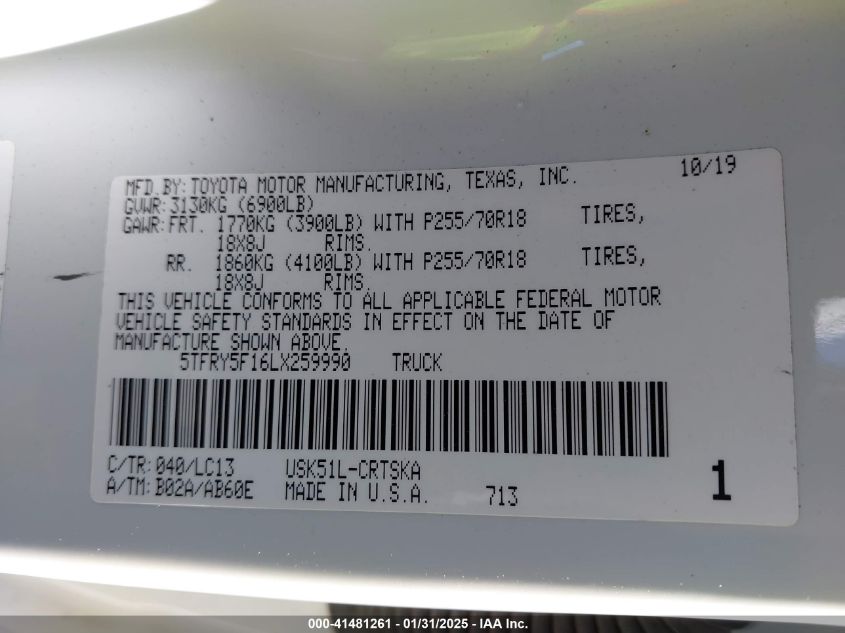 MFD.BY:TOYOTA MOTOR MANUFACTURING, TEXAS, INC. 10/19
GVWR:3130KG (6900LB)
GAWR:FRT. 1770KG (3900LB) WITH P255/70R18 TIRES,
18X8J RIMS.
RR. 1860KG (4100LB) WITH P255/70R18 TIRES,
18X8J RIMS.
THIS VEHICLE CONFORMS TO ALL APPLICABLE FEDERAL MOTOR
VEHICLE SAFETY STANDARDS IN EFFECT ON THE DATE OF
MANUFACTURE SHOWN ABOVE.
5TFRY5F16LX259990 TRUCK
C/TR:040/LC13 USK51L-CRTSKA
A/TM:B02A/AB60E MADE IN U.S.A. 713 1
000-41481261 - 01/31/2025 - IAA Inc.